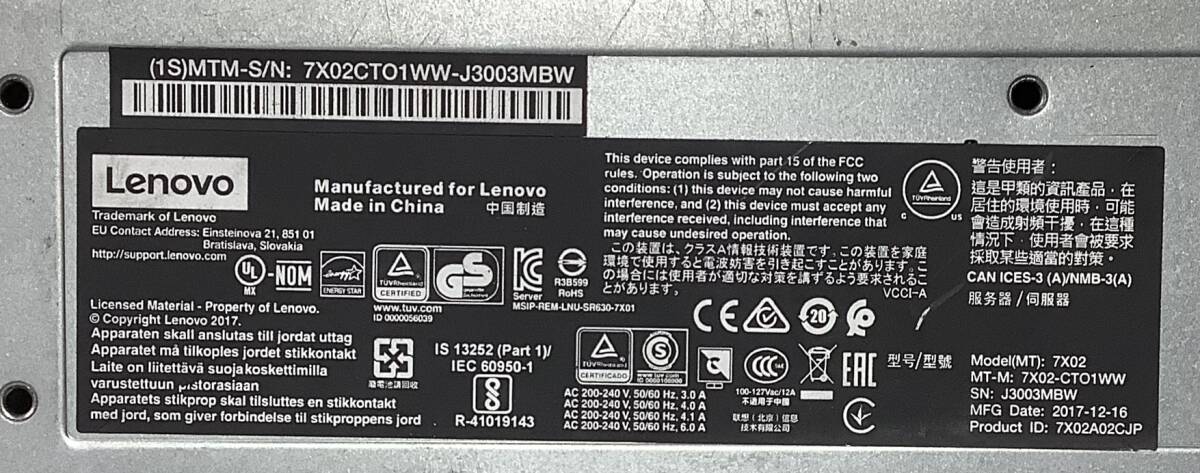 (1S)MTM-S/N: 7X02CTO1WW-J3003MBW
Lenovo
Trademark of Lenovo
EU Contact Address: Einsteinova 21, 851 01
Bratislava, Slovakia
http://support.lenovo.com
Manufactured for Lenovo
Made in China 中国制造
This device complies with part 15 of the FCC
rules. Operation is subject to the following two
conditions: (1) this device may not cause harmful
interference, and (2) this device must accept any
interference received, including interference that
may cause undesired operation.
この装置は、クラスA情報技術装置です。この装置を家庭
環境で使用すると電波妨害を引き起こすことがあります。こ
の場合には使用者が適切な対策を講ずるよう要求されるこ
とがあります。
VCCI-A
TÜVRheinland
C US
警告使用者：
這是甲類的資訊產品，在
居住的環境使用時，可能
會造成射頻干擾，在這種
情況下，使用者會被要求
採取某些適當的對策。
CAN ICES-3 (A)/NMB-3(A)
服务器 / 伺服器
UL
MX
-NOM
ENERGY STAR
TÜVRheinland
CERTIFIED
GS
www.tuv.com
ID 0000056039
Server
R3B599
RoHS
MSIP-REM-LNU-SR630-7X01
CE
20
Licensed Material - Property of Lenovo.
© Copyright Lenovo 2017.
Apparaten skall anslutas till jordat uttag
Apparatet må tilkoples jordet stikkontakt
Laite on liitettävä suojakoskettimilla
varustettuun pistorasiaan
Apparatets stikprop skal tilsluttes en stikkontakt
med jord, som giver forbindelse til stikproppens jord
廢電池請回收
IS 13252 (Part 1)/
IEC 60950-1
R-41019143
TÜVRheinland
CERTIFICADO
S
AC 200-240 V, 50/60 Hz, 3.0 A
AC 200-240 V, 50/60 Hz, 4.0 A
AC 200-240 V, 50/60 Hz, 4.1 A
AC 200-240 V, 50/60 Hz, 6.0 A
CCC
100-127Vac/12A
不適用于中國
联想（北京）信息
技术有限公司
EAC
型号/型號
Model(MT): 7X02
MT-M: 7X02-CTO1WW
SN: J3003MBW
MFG Date: 2017-12-16
Product ID: 7X02A02CJP